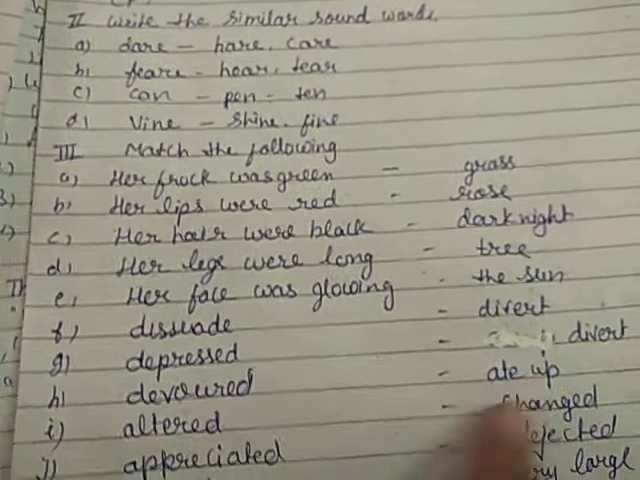 II Write the similar sound words.
a) dare - hare, care
b) feare - hear, tear
c) can - pen - ten
d) Vine - Shine, fine
III Match the following
a) Her frock was green - grass
b) Her lips were red - rose
c) Her hair were black - dark night
d) Her legs were long - tree
e) Her face was glowing - the sun
f) dissuade - divert
g) depressed - divert
h) devoured - ate up
i) altered - changed
j) appreciated